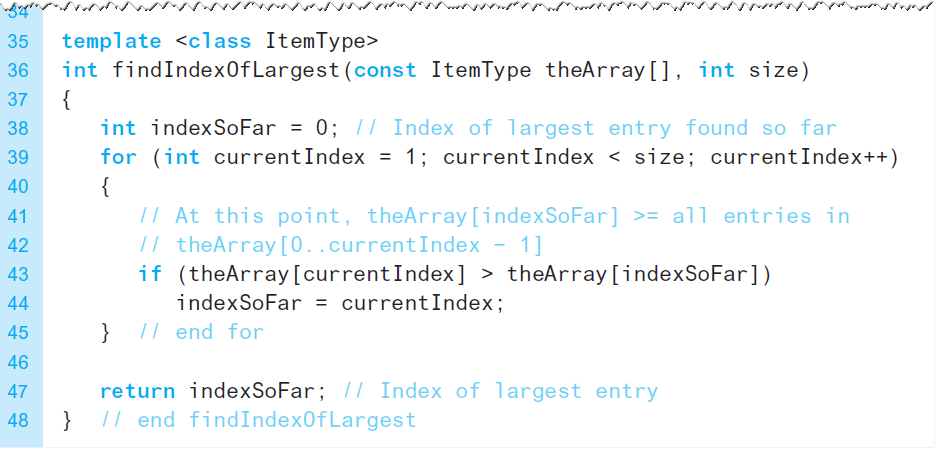 34
35 template <class ItemType>
36 int findIndexOfLargest(const ItemType theArray[], int size)
37 {
38 int indexSoFar = 0; // Index of largest entry found so far
39 for (int currentIndex = 1; currentIndex < size; currentIndex++)
40 {
41 // At this point, theArray[indexSoFar] >= all entries in
42 // theArray[0..currentIndex - 1]
43 if (theArray[currentIndex] > theArray[indexSoFar])
44 indexSoFar = currentIndex;
45 } // end for
46
47 return indexSoFar; // Index of largest entry
48 } // end findIndexOfLargest